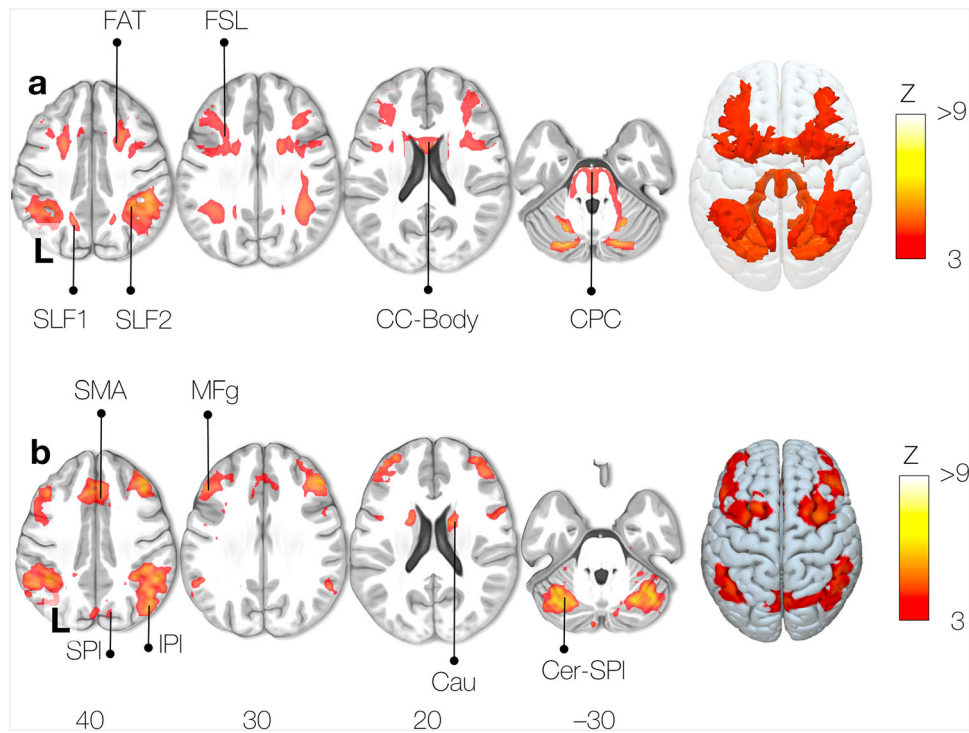 FAT FSL
a
Z
>9
3
L
SLF1 SLF2 CC-Body CPC
SMA MFg
b
Z
>9
3
L
SPl IPl
Cau Cer-SPl
40 30 20 –30